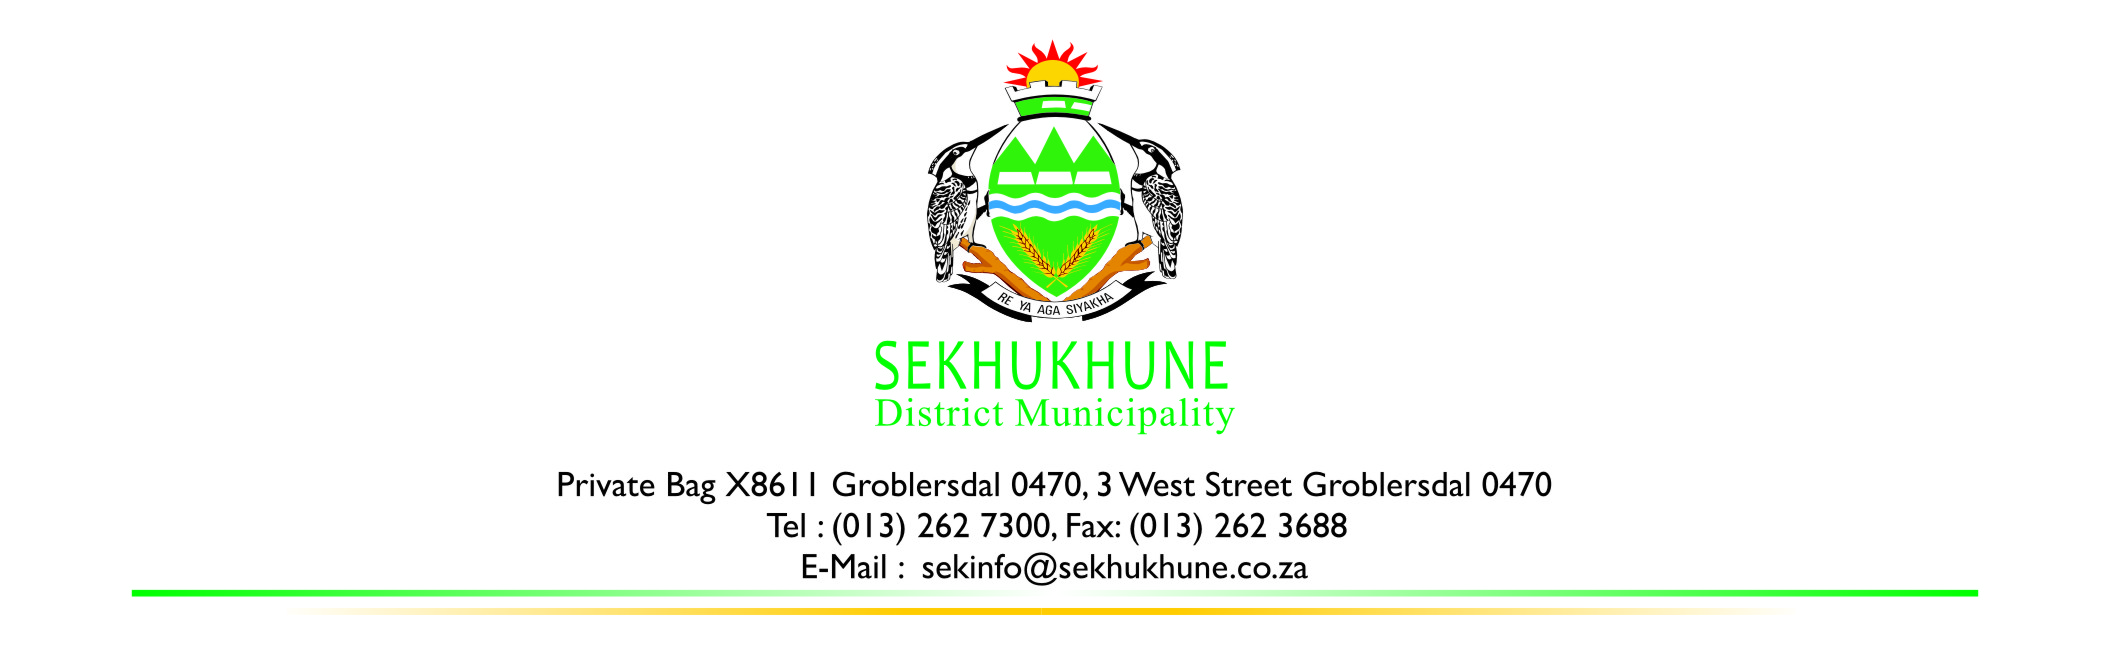 RE YA AGA SIYAKHA
SEKHUKHUNE
District Municipality
Private Bag X8611 Groblersdal 0470, 3 West Street Groblersdal 0470
Tel : (013) 262 7300, Fax: (013) 262 3688
E-Mail :  sekinfo@sekhukhune.co.za